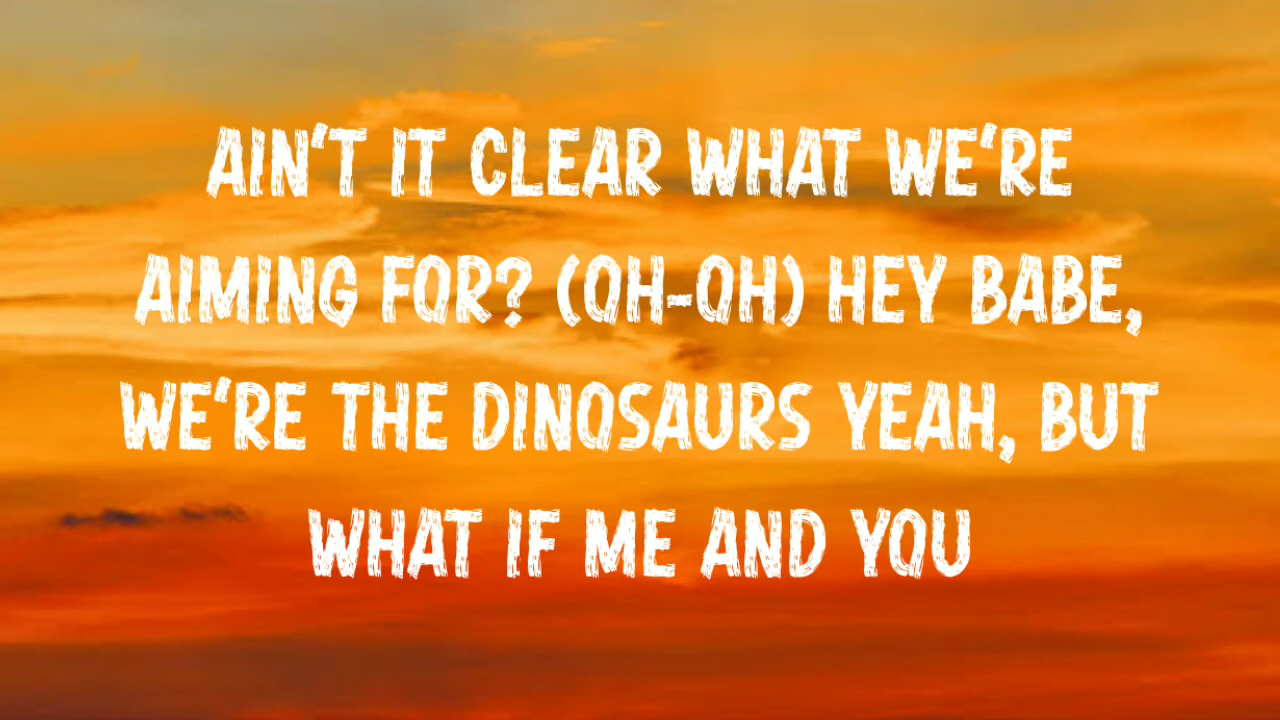 AIN'T IT CLEAR WHAT WE'RE
AIMING FOR? (OH-OH) HEY BABE,
WE'RE THE DINOSAURS YEAH, BUT
WHAT IF ME AND YOU